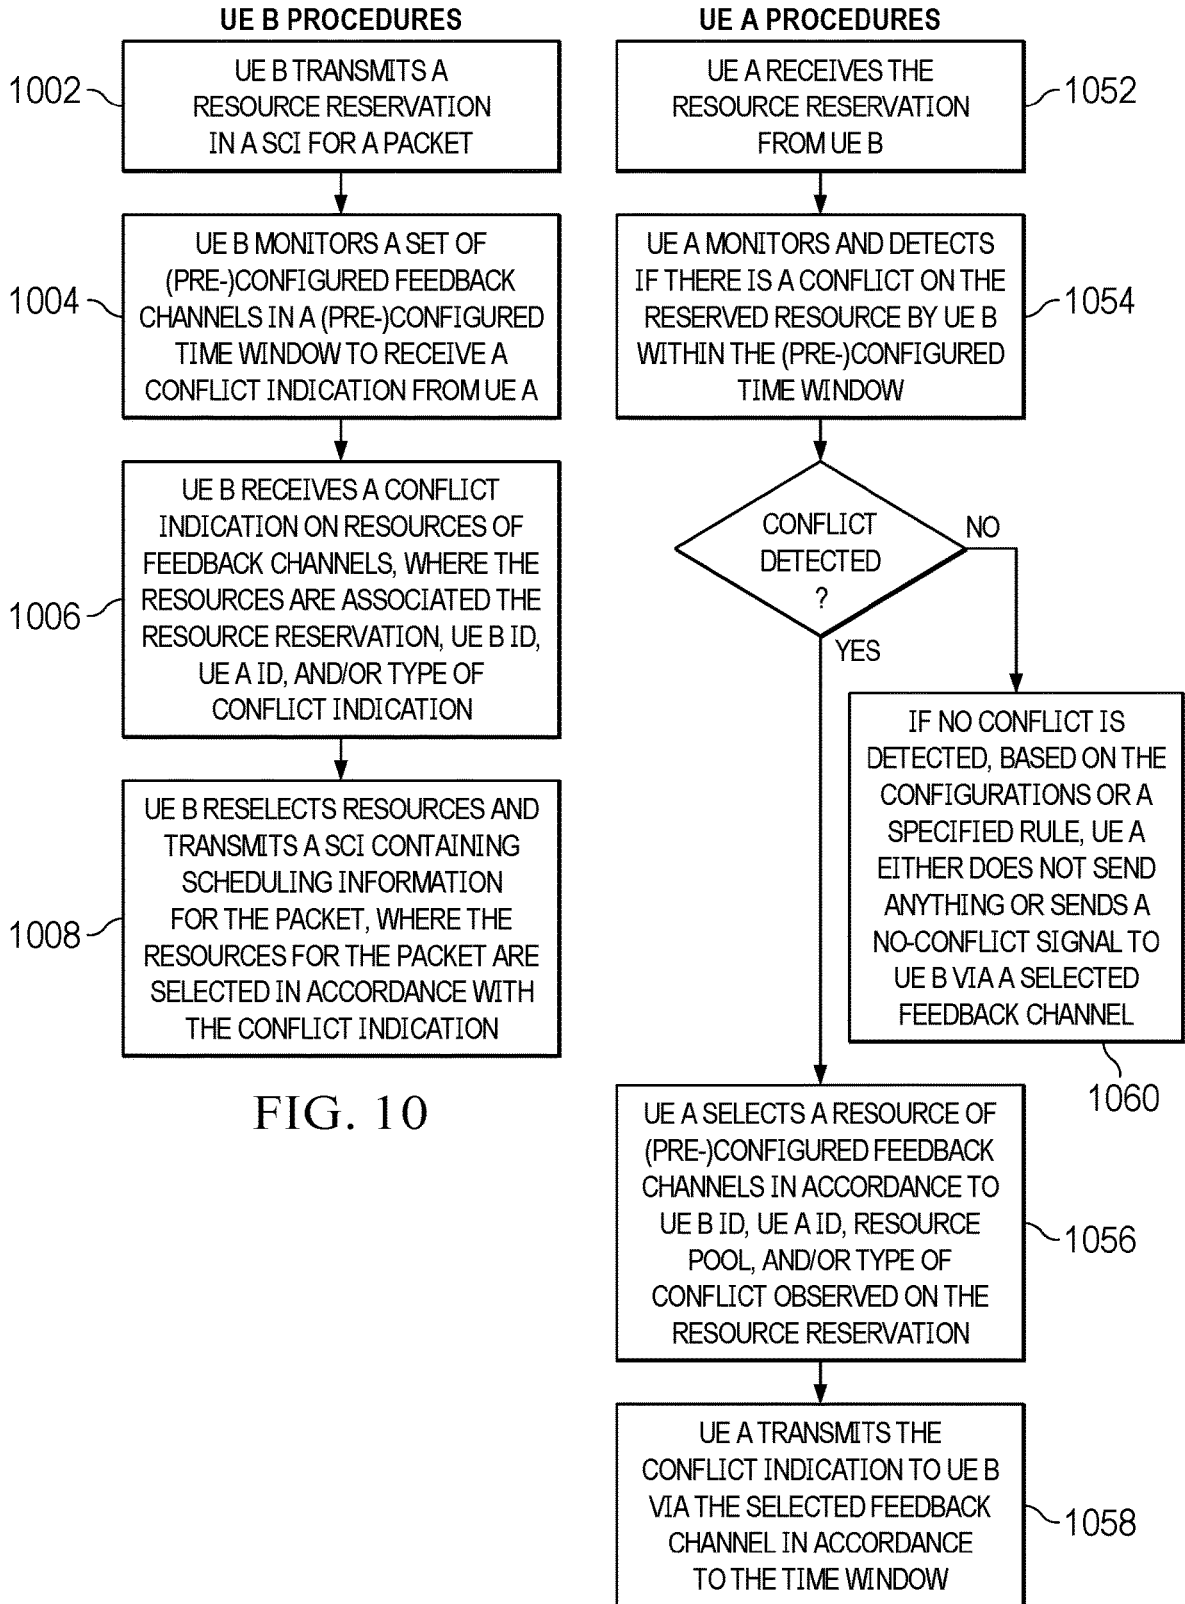 UE B PROCEDURES
1002
UE B TRANSMITS A
RESOURCE RESERVATION
IN A SCI FOR A PACKET
1004
UE B MONITORS A SET OF
(PRE-)CONFIGURED FEEDBACK
CHANNELS IN A (PRE-)CONFIGURED
TIME WINDOW TO RECEIVE A
CONFLICT INDICATION FROM UE A
1006
UE B RECEIVES A CONFLICT
INDICATION ON RESOURCES OF
FEEDBACK CHANNELS, WHERE THE
RESOURCES ARE ASSOCIATED THE
RESOURCE RESERVATION, UE B ID,
UE A ID, AND/OR TYPE OF
CONFLICT INDICATION
1008
UE B RESELECTS RESOURCES AND
TRANSMITS A SCI CONTAINING
SCHEDULING INFORMATION
FOR THE PACKET, WHERE THE
RESOURCES FOR THE PACKET ARE
SELECTED IN ACCORDANCE WITH
THE CONFLICT INDICATION
FIG. 10
UE A PROCEDURES
UE A RECEIVES THE
RESOURCE RESERVATION
FROM UE B
1052
UE A MONITORS AND DETECTS
IF THERE IS A CONFLICT ON THE
RESERVED RESOURCE BY UE B
WITHIN THE (PRE-)CONFIGURED
TIME WINDOW
1054
CONFLICT
DETECTED
?
NO
YES
IF NO CONFLICT IS
DETECTED, BASED ON THE
CONFIGURATIONS OR A
SPECIFIED RULE, UE A
EITHER DOES NOT SEND
ANYTHING OR SENDS A
NO-CONFLICT SIGNAL TO
UE B VIA A SELECTED
FEEDBACK CHANNEL
1060
UE A SELECTS A RESOURCE OF
(PRE-)CONFIGURED FEEDBACK
CHANNELS IN ACCORDANCE TO
UE B ID, UE A ID, RESOURCE
POOL, AND/OR TYPE OF
CONFLICT OBSERVED ON THE
RESOURCE RESERVATION
1056
UE A TRANSMITS THE
CONFLICT INDICATION TO UE B
VIA THE SELECTED FEEDBACK
CHANNEL IN ACCORDANCE
TO THE TIME WINDOW
1058